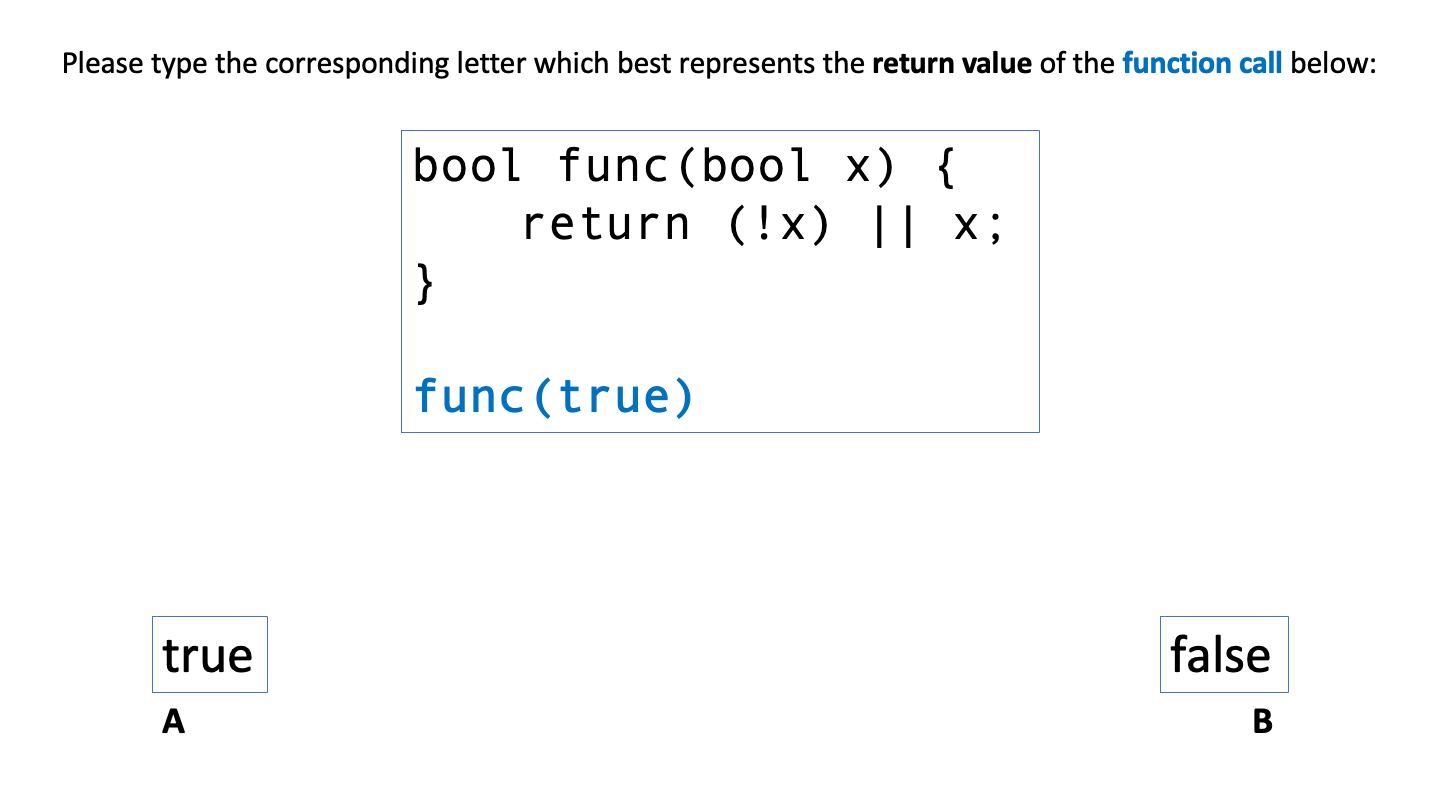 Please type the corresponding letter which best represents the return value of the function call below:
bool func(bool x) {
    return (!x) || x;
}
func(true)
true
false
A
B